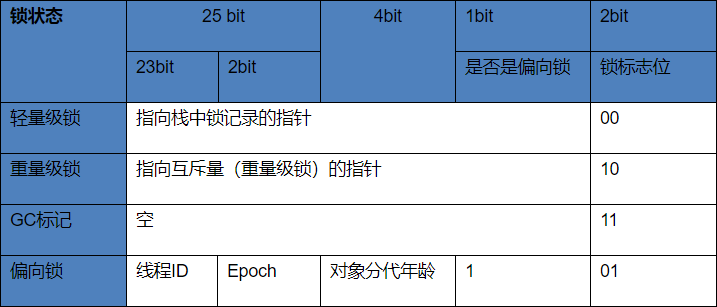 锁状态 25 bit 4bit 1bit 2bit
23bit 2bit 是否是偏向锁 锁标志位
轻量级锁 指向栈中锁记录的指针 00
重量级锁 指向互斥量（重量级锁）的指针 10
GC标记 空 11
偏向锁 线程ID Epoch 对象分代年龄 1 01